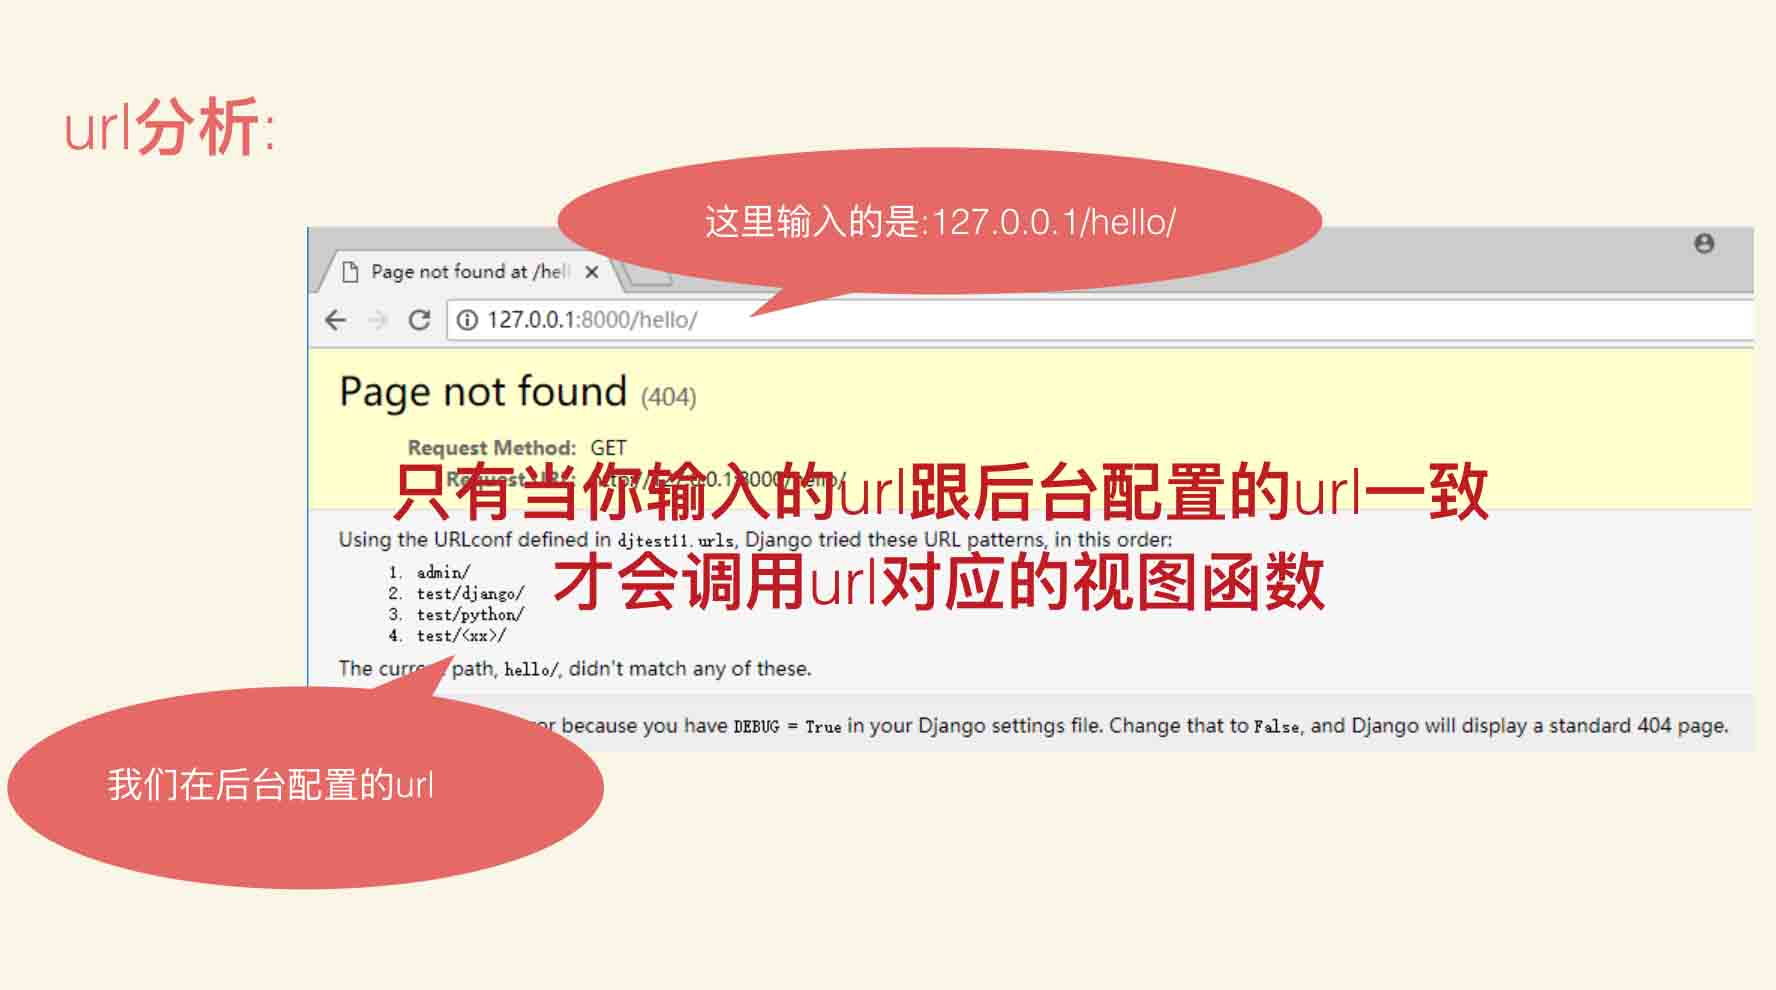 url分析:
这里输入的是:127.0.0.1/hello/
Page not found at /hell
127.0.0.1:8000/hello/
Page not found (404)
Request Method: GET
Request URL: http://127.0.0.1:8000/hello/
只有当你输入的url跟后台配置的url一致
Using the URLconf defined in djtest11.urls, Django tried these URL patterns, in this order:
才会调用url对应的视图函数
1. admin/
2. test/django/
3. test/python/
4. test/<xx>/
The current path, hello/, didn't match any of these.
because you have DEBUG = True in your Django settings file. Change that to False, and Django will display a standard 404 page.
我们在后台配置的url